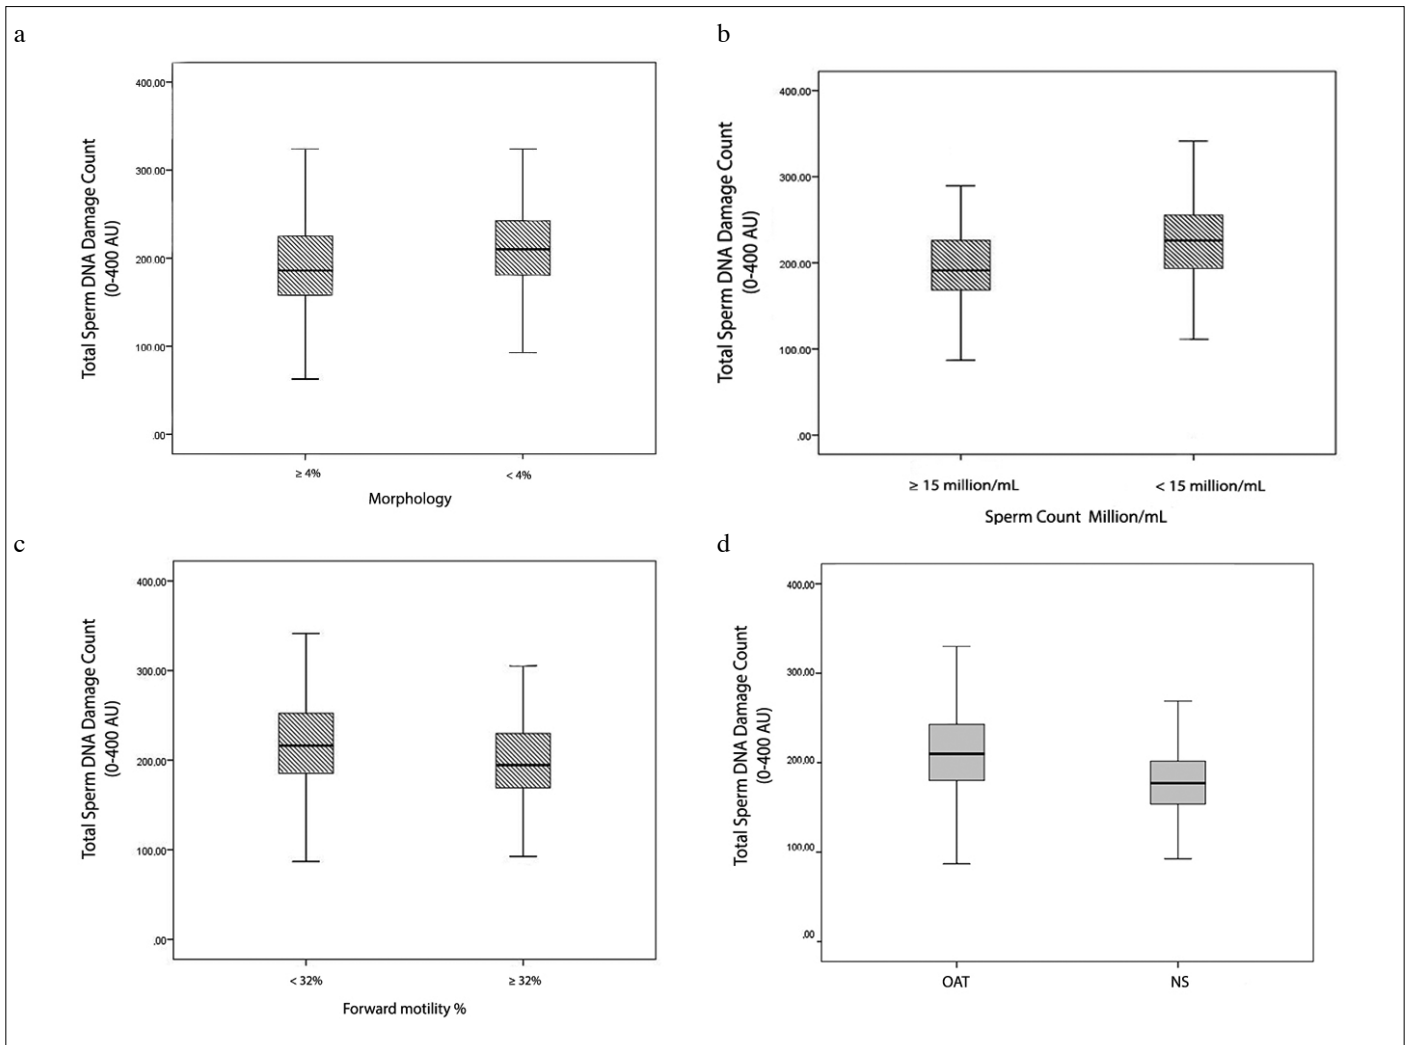 a
Total Sperm DNA Damage Count
(0-400 AU)
400.00
300.00
200.00
100.00
.00
≥ 4%
< 4%
Morphology
b
Total Sperm DNA Damage Count
(0-400 AU)
400.00
300.00
200.00
100.00
.00
≥ 15 million/mL
< 15 million/mL
Sperm Count Million/mL
c
Total Sperm DNA Damage Count
(0-400 AU)
400,00
300.00
200.00
100.00
.00
< 32%
≥ 32%
Forward motility %
d
Total Sperm DNA Damage Count
(0-400 AU)
400,00
300,00
200,00
100,00
,00
OAT
NS